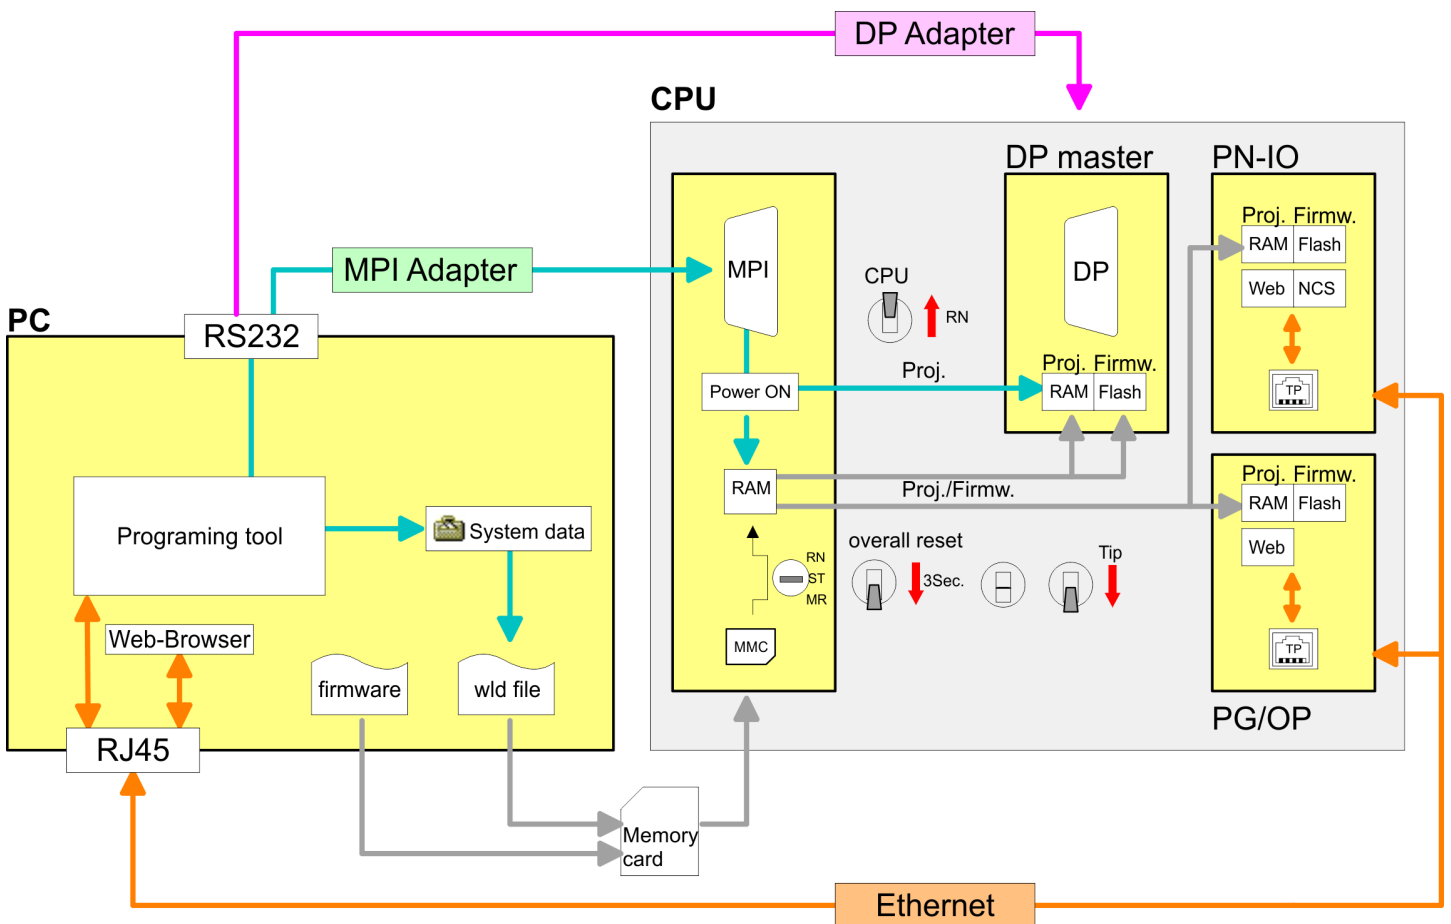 DP Adapter
CPU
DP master
PN-IO
Proj. Firmw.
RAM Flash
Web NCS
TP
MPI
DP
MPI Adapter
CPU
RN
PC
RS232
Proj.
Proj. Firmw.
RAM Flash
Power ON
RAM
Proj./Firmw.
Proj. Firmw.
RAM Flash
Web
TP
PG/OP
Programing tool
System data
overall reset
3Sec.
Tip
RN
ST
MR
MMC
Web-Browser
firmware
wld file
RJ45
Memory
card
Ethernet